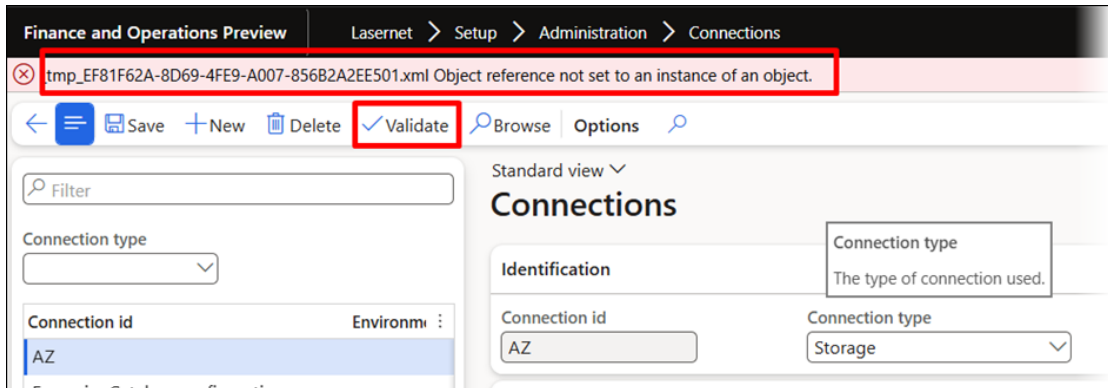 Finance and Operations Preview Lasernet > Setup > Administration > Connections
tmp_EF81F62A-8D69-4FE9-A007-856B2A2EE501.xml Object reference not set to an instance of an object.
Save New Delete Validate Browse Options
Filter
Connection type
Connection id Environm
AZ
Standard view
Connections
Identification
Connection id
AZ
Connection type
The type of connection used.
Connection type
Storage